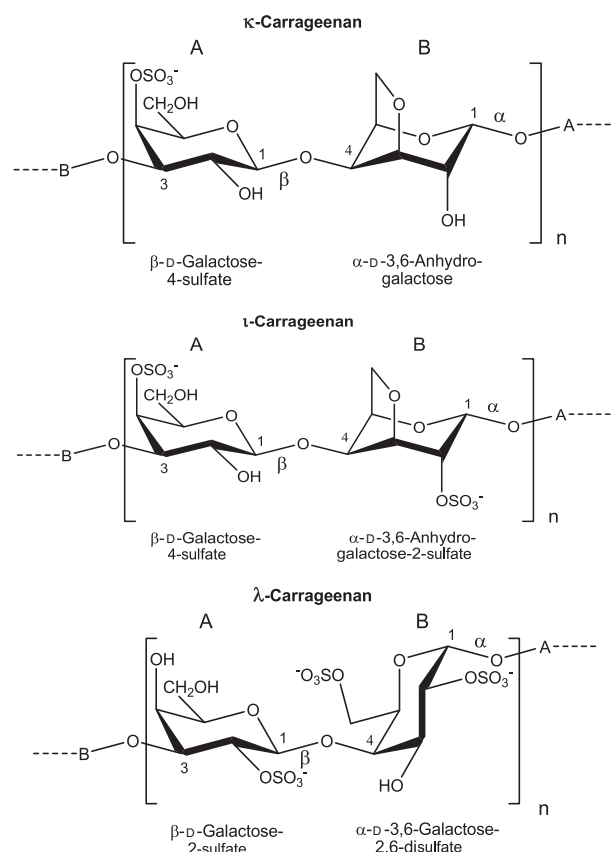 κ-Carrageenan
A B
OSO₃⁻
CH₂OH
O
O
O
1
α
O
A
O
1
O
4
B
3
OH
β
OH
n
β-D-Galactose-
4-sulfate
α-D-3,6-Anhydro-
galactose
ι-Carrageenan
A B
OSO₃⁻
CH₂OH
O
O
O
1
α
O
A
O
1
O
4
B
3
OH
β
OSO₃⁻
n
β-D-Galactose-
4-sulfate
α-D-3,6-Anhydro-
galactose-2-sulfate
λ-Carrageenan
A B
OH
CH₂OH
⁻O₃SO
O
1
α
O
A
OSO₃⁻
O
O
1
O
4
B
3
β
OSO₃⁻
HO
n
β-D-Galactose-
2-sulfate
α-D-3,6-Galactose-
2,6-disulfate